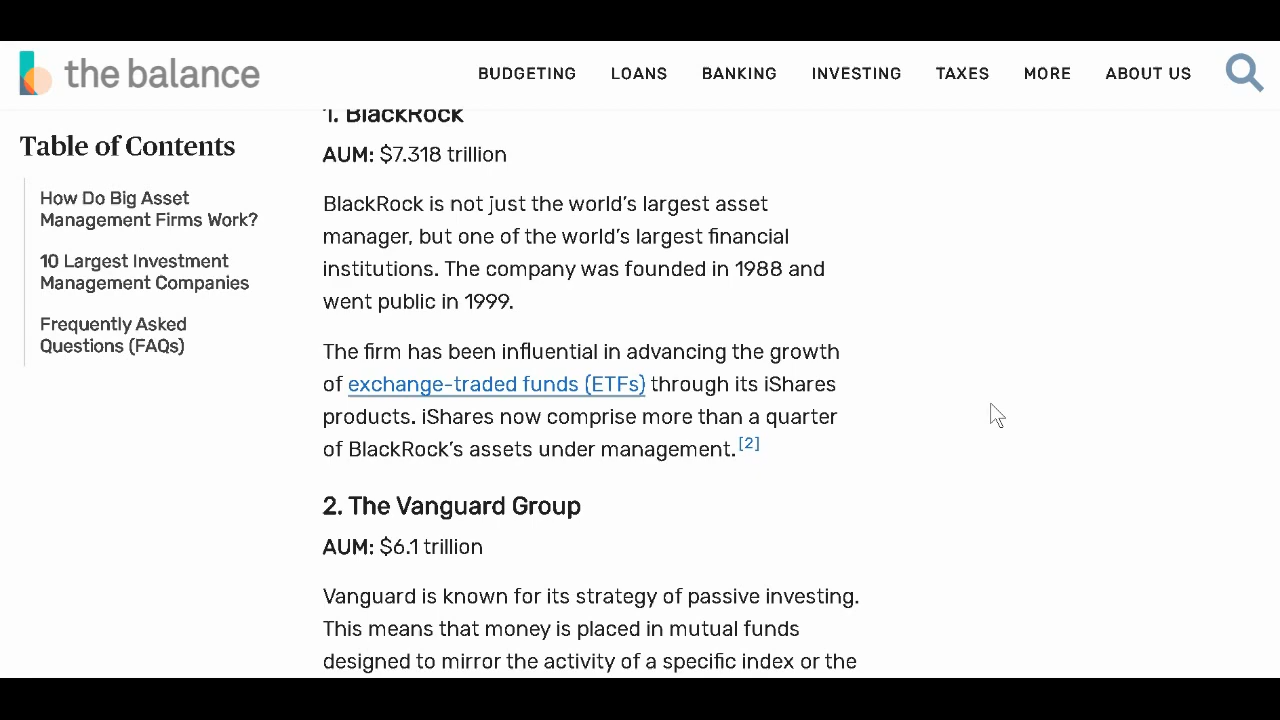 the balance
BUDGETING LOANS BANKING INVESTING TAXES MORE ABOUT US
Table of Contents
How Do Big Asset
Management Firms Work?
10 Largest Investment
Management Companies
Frequently Asked
Questions (FAQs)
1. BlackRock
AUM: $7.318 trillion
BlackRock is not just the world's largest asset
manager, but one of the world's largest financial
institutions. The company was founded in 1988 and
went public in 1999.
The firm has been influential in advancing the growth
of exchange-traded funds (ETFs) through its iShares
products. iShares now comprise more than a quarter
of BlackRock's assets under management. [2]
2. The Vanguard Group
AUM: $6.1 trillion
Vanguard is known for its strategy of passive investing.
This means that money is placed in mutual funds
designed to mirror the activity of a specific index or the